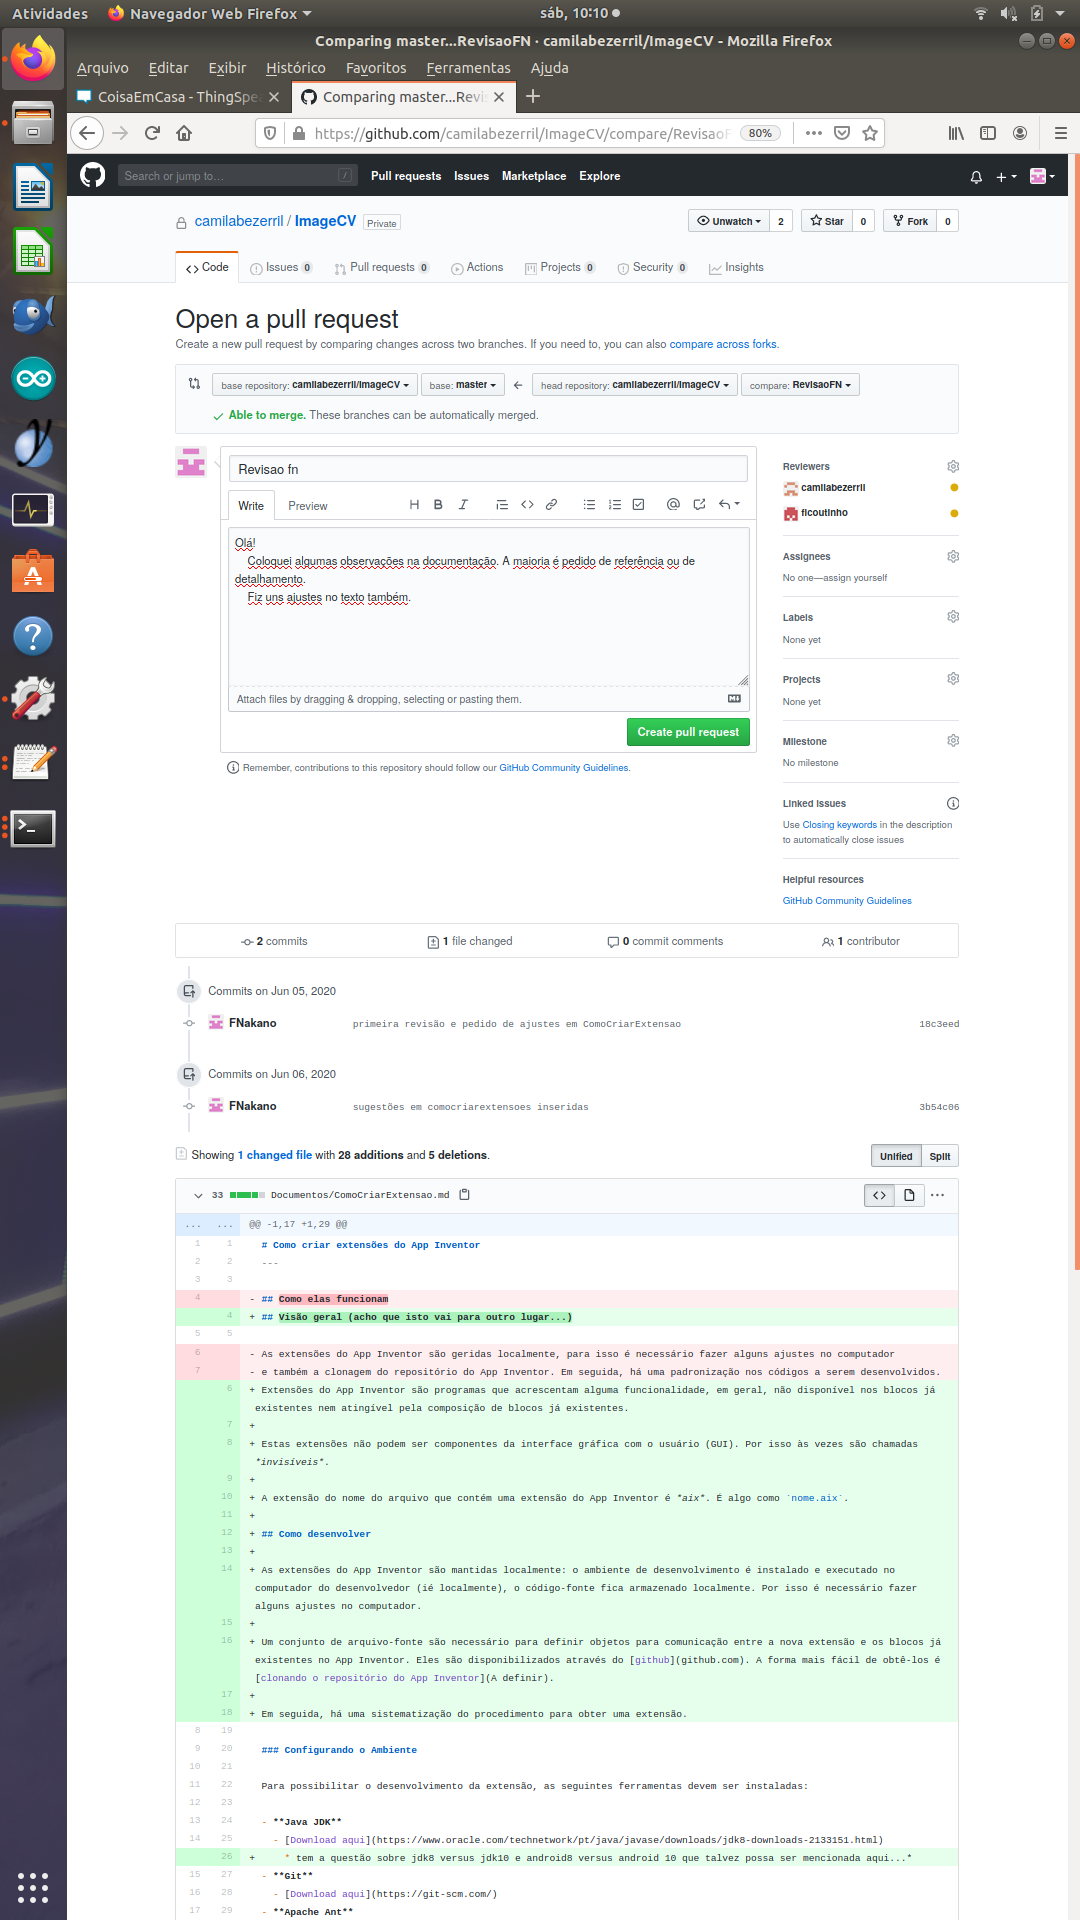 Atividades Navegador Web Firefox sáb, 10:10
Comparing master...RevisaoFN · camilabezerril/ImageCV - Mozilla Firefox
Arquivo Editar Exibir Histórico Favoritos Ferramentas Ajuda
CoisaEmCasa - ThingSpe Comparing master...Revis
https://github.com/camilabezerril/ImageCV/compare/RevisaoF 80%
Search or jump to... / Pull requests Issues Marketplace Explore
camilabezerril / ImageCV Private Unwatch 2 Star 0 Fork 0
Code Issues 0 Pull requests 0 Actions Projects 0 Security 0 Insights
Open a pull request
Create a new pull request by comparing changes across two branches. If you need to, you can also compare across forks.
base repository: camilabezerril/ImageCV base: master ← head repository: camilabezerril/ImageCV compare: RevisaoFN
Able to merge. These branches can be automatically merged.
Revisao fn
Write Preview
Olá!
Coloquei algumas observações na documentação. A maioria é pedido de referência ou de
detalhamento.
Fiz uns ajustes no texto também.
Attach files by dragging & dropping, selecting or pasting them.
Create pull request
Remember, contributions to this repository should follow our GitHub Community Guidelines.
Reviewers
camilabezerril
flcoutinho
Assignees
No one—assign yourself
Labels
None yet
Projects
None yet
Milestone
No milestone
Linked issues
Use Closing keywords in the description
to automatically close issues
Helpful resources
GitHub Community Guidelines
2 commits 1 file changed 0 commit comments 1 contributor
Commits on Jun 05, 2020
FNakano primeira revisão e pedido de ajustes em ComoCriarExtensao 18c3eed
Commits on Jun 06, 2020
FNakano sugestões em comocriarextensoes inseridas 3b54c06
Showing 1 changed file with 28 additions and 5 deletions. Unified Split
33 Documentos/ComoCriarExtensao.md
... ... @@ -1,17 +1,29 @@
1 1 # Como criar extensões do App Inventor
2 2 ---
3 3
4 - ## Como elas funcionam
4 + ## Visão geral (acho que isto vai para outro lugar...)
5 5
6 - As extensões do App Inventor são geridas localmente, para isso é necessário fazer alguns ajustes no computador
7 - e também a clonagem do repositório do App Inventor. Em seguida, há uma padronização nos códigos a serem desenvolvidos.
6 + Extensões do App Inventor são programas que acrescentam alguma funcionalidade, em geral, não disponível nos blocos já
existentes nem atingível pela composição de blocos já existentes.
7 +
8 + Estas extensões não podem ser componentes da interface gráfica com o usuário (GUI). Por isso às vezes são chamadas
*invisíveis*.
9 +
10 + A extensão do nome do arquivo que contém uma extensão do App Inventor é *aix*. É algo como `nome.aix`.
11 +
12 + ## Como desenvolver
13 +
14 + As extensões do App Inventor são mantidas localmente: o ambiente de desenvolvimento é instalado e executado no
computador do desenvolvedor (ié localmente), o código-fonte fica armazenado localmente. Por isso é necessário fazer
alguns ajustes no computador.
15 +
16 + Um conjunto de arquivo-fonte são necessário para definir objetos para comunicação entre a nova extensão e os blocos já
existentes no App Inventor. Eles são disponibilizados através do [github](github.com). A forma mais fácil de obtê-los é
[clonando o repositório do App Inventor](A definir).
17 +
18 + Em seguida, há uma sistematização do procedimento para obter uma extensão.
8 19
9 20 ### Configurando o Ambiente
10 21
11 22 Para possibilitar o desenvolvimento da extensão, as seguintes ferramentas devem ser instaladas:
12 23
13 24 - **Java JDK**
14 25 - [Download aqui](https://www.oracle.com/technetwork/pt/java/javase/downloads/jdk8-downloads-2133151.html)
26 + * tem a questão sobre jdk8 versus jdk10 e android8 versus android 10 que talvez possa ser mencionada aqui...*
15 27 - **Git**
16 28 - [Download aqui](https://git-scm.com/)
17 29 - **Apache Ant**